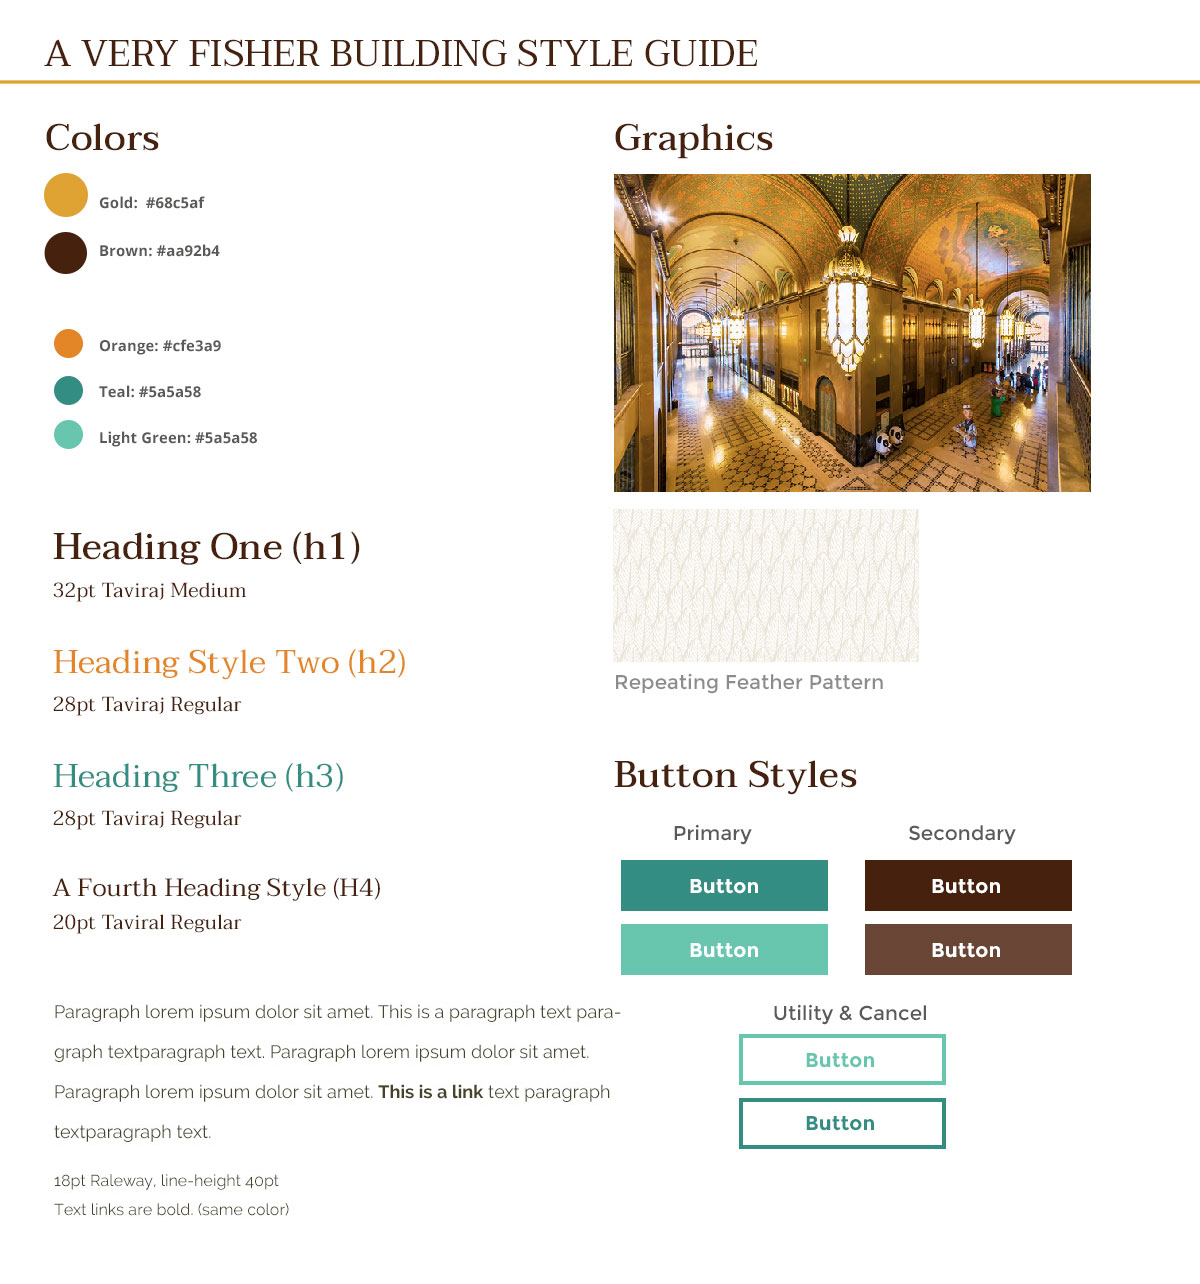 A VERY FISHER BUILDING STYLE GUIDE
Colors
Gold: #68c5af
Brown: #aa92b4
Orange: #cfe3a9
Teal: #5a5a58
Light Green: #5a5a58
Heading One (h1)
32pt Taviraj Medium
Heading Style Two (h2)
28pt Taviraj Regular
Heading Three (h3)
28pt Taviraj Regular
A Fourth Heading Style (H4)
20pt Taviral Regular
Paragraph lorem ipsum dolor sit amet. This is a paragraph text para-
graph textparagraph text. Paragraph lorem ipsum dolor sit amet.
Paragraph lorem ipsum dolor sit amet. This is a link text paragraph
textparagraph text.
18pt Raleway, line-height 40pt
Text links are bold. (same color)
Graphics
Repeating Feather Pattern
Button Styles
Primary
Secondary
Button
Button
Button
Button
Utility & Cancel
Button
Button